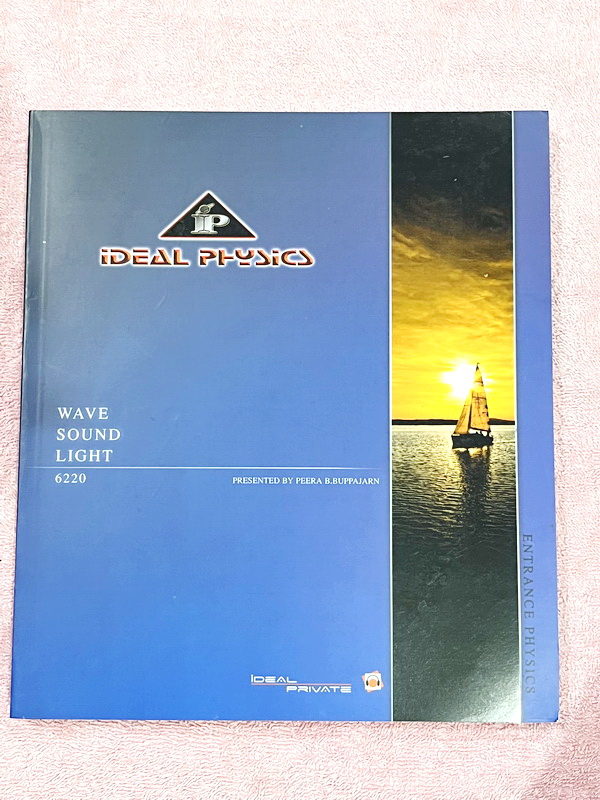 iP
iDEAL PHYSiCS
WAVE
SOUND
LIGHT
6220
PRESENTED BY PEERA B.BUPPAJARN
ENTRANCE PHYSICS
IDEAL
PRIVATE